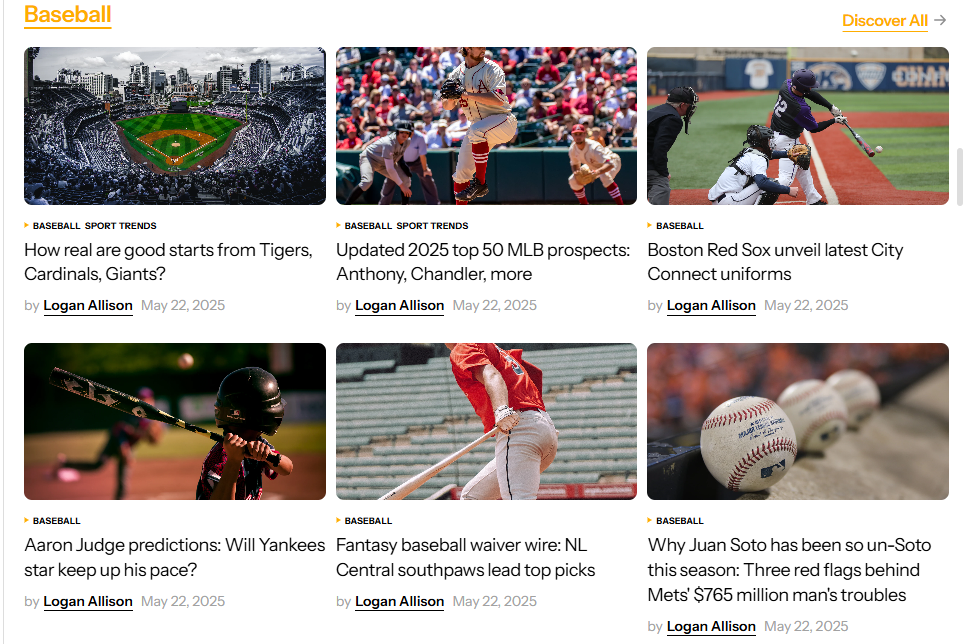 Baseball
Discover All →
BASEBALL SPORT TRENDS
How real are good starts from Tigers,
Cardinals, Giants?
by Logan Allison May 22, 2025
BASEBALL SPORT TRENDS
Updated 2025 top 50 MLB prospects:
Anthony, Chandler, more
by Logan Allison May 22, 2025
BASEBALL
Boston Red Sox unveil latest City
Connect uniforms
by Logan Allison May 22, 2025
BASEBALL
Aaron Judge predictions: Will Yankees
star keep up his pace?
by Logan Allison May 22, 2025
BASEBALL
Fantasy baseball waiver wire: NL
Central southpaws lead top picks
by Logan Allison May 22, 2025
BASEBALL
Why Juan Soto has been so un-Soto
this season: Three red flags behind
Mets' $765 million man's troubles
by Logan Allison May 22, 2025